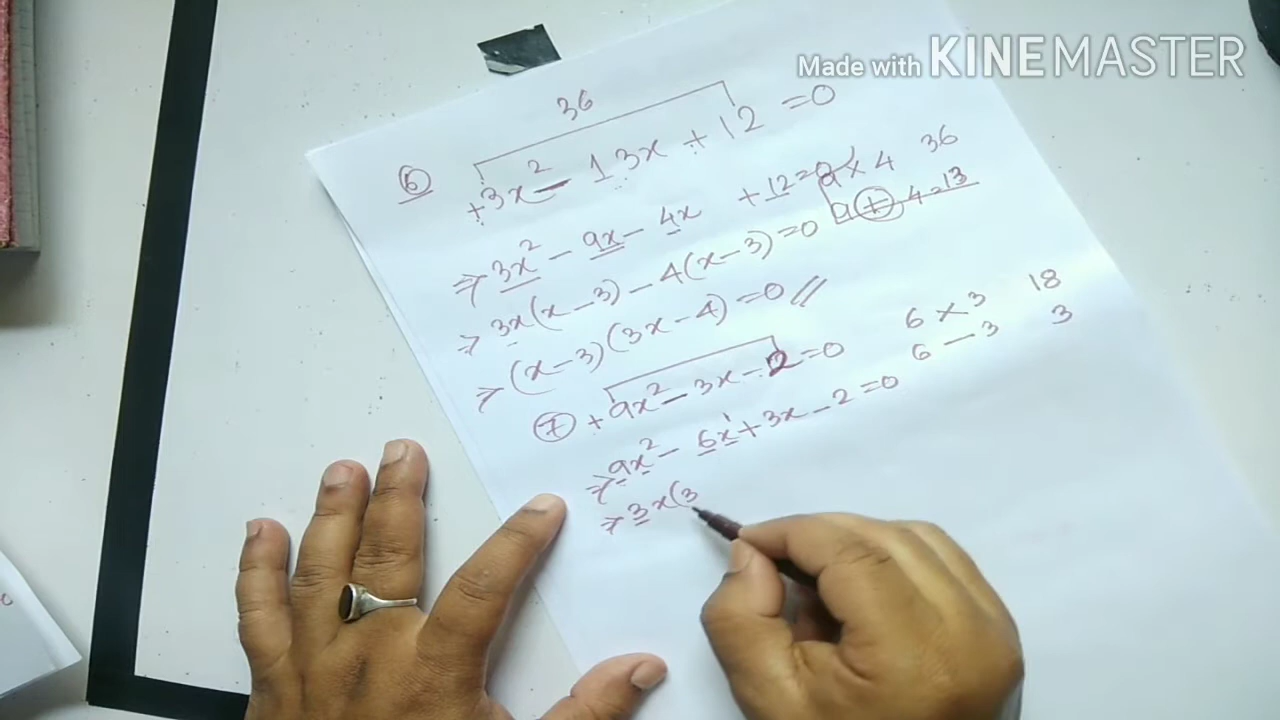 Made with KINEMASTER
36
6 +3x² - 13x + 12 = 0
⇒ 3x² - 9x - 4x + 12 = 0
9 × 4 36
9 + 4 = 13
⇒ 3x(x-3) - 4(x-3) = 0
⇒ (x-3)(3x-4) = 0 //
7 +9x² - 3x - 2 = 0
6 × 3 18
6 — 3 3
⇒ 9x² - 6x¹ + 3x - 2 = 0
⇒ 3x(3